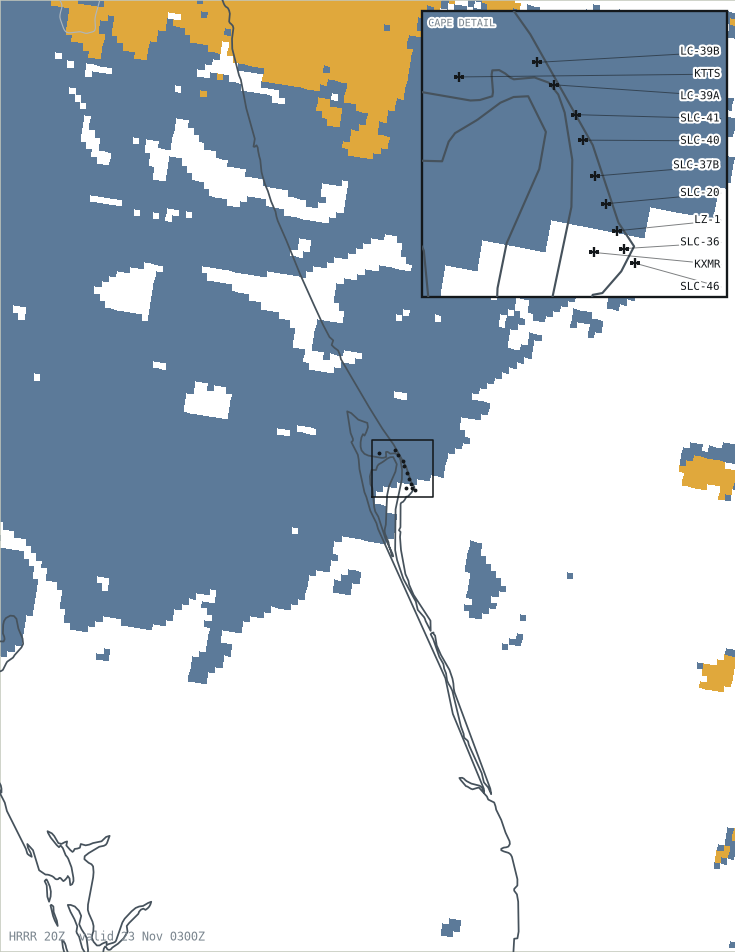 CAPE DETAIL
LC-39B
KTTS
LC-39A
SLC-41
SLC-40
SLC-37B
SLC-20
LZ-1
SLC-36
KXMR
SLC-46
HRRR 20Z  valid 23 Nov 0300Z